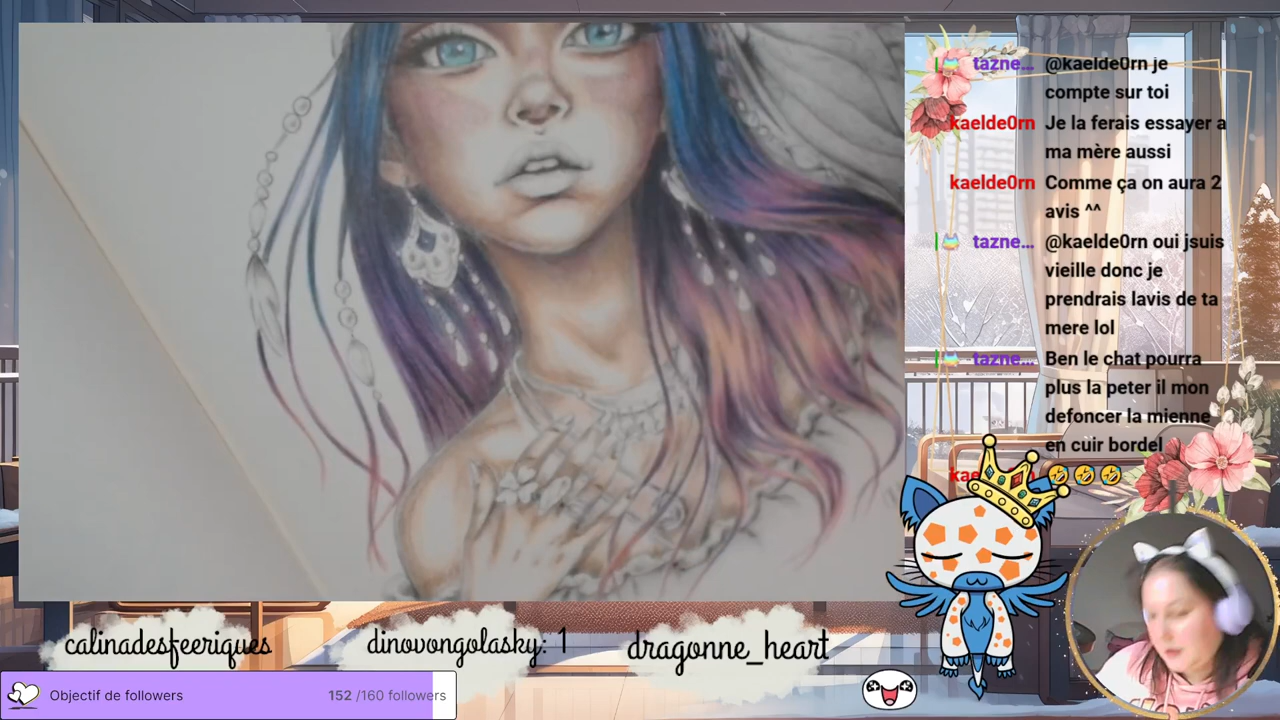 tazne... @kaelde0rn je
compte sur toi
kaelde0rn Je la ferais essayer a
ma mère aussi
kaelde0rn Comme ça on aura 2
avis ^^
tazne... @kaelde0rn oui jsuis
vieille donc je
prendrais lavis de ta
mere lol
tazne... Ben le chat pourra
plus la peter il mon
defoncer la mienne
en cuir bordel
🤣🤣🤣
calinadesfeeriques
dinovongolasky: 1
dragonne_heart
Objectif de followers 152 /160 followers